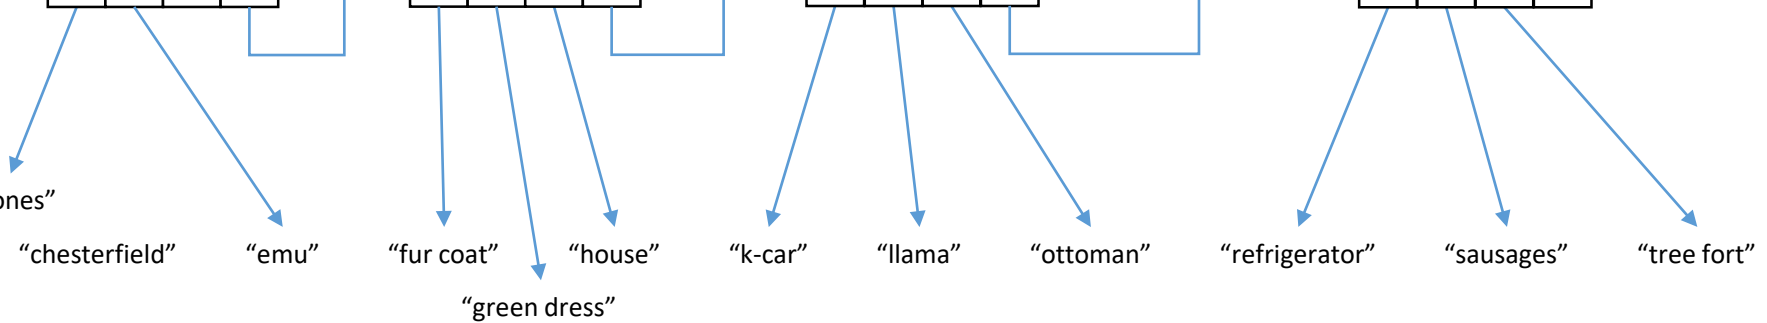 ones”
“chesterfield” “emu” “fur coat” “house” “k-car” “llama” “ottoman” “refrigerator” “sausages” “tree fort”
“green dress”